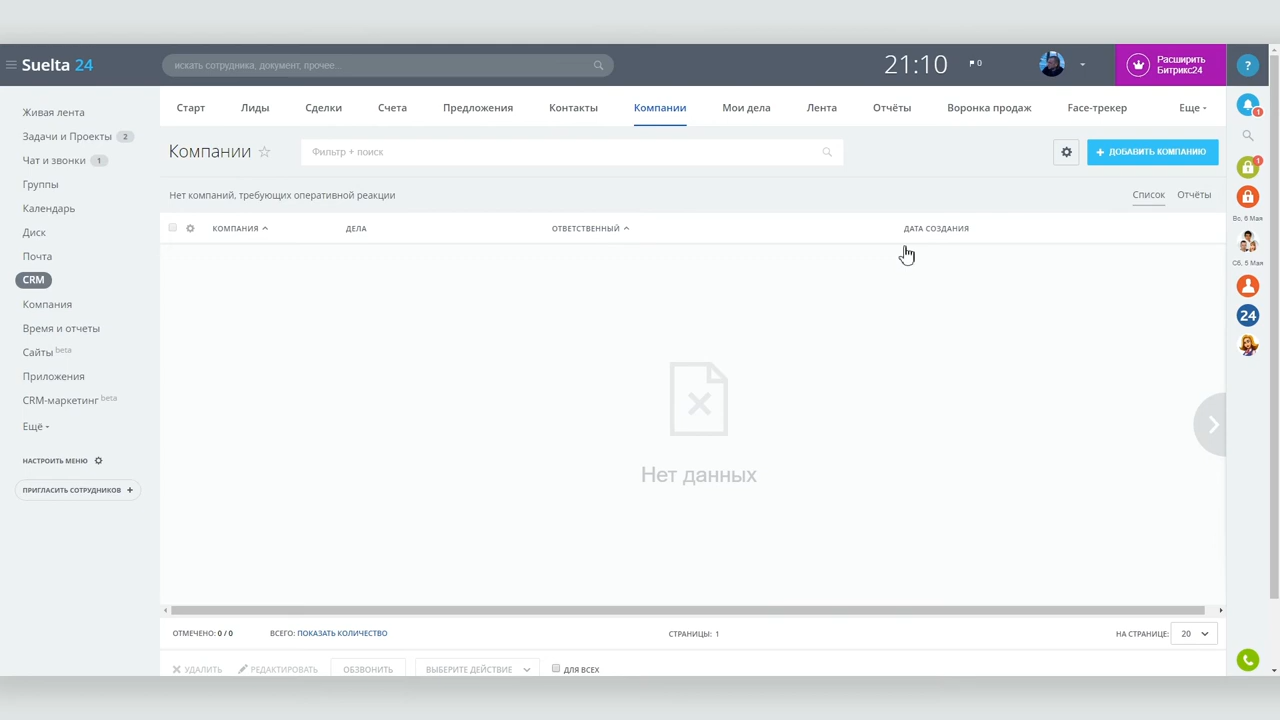 Suelta 24
искать сотрудника, документ, прочее...
21:10
0
Расширить
Битрикс24
?
Живая лента
Задачи и Проекты 2
Чат и звонки 1
Группы
Календарь
Диск
Почта
CRM
Компания
Время и отчеты
Сайты beta
Приложения
CRM-маркетинг beta
Ещё
НАСТРОИТЬ МЕНЮ
ПРИГЛАСИТЬ СОТРУДНИКОВ +
Старт Лиды Сделки Счета Предложения Контакты Компании Мои дела Лента Отчёты Воронка продаж Face-трекер Еще
Компании
Фильтр + поиск
+ ДОБАВИТЬ КОМПАНИЮ
Нет компаний, требующих оперативной реакции
Список Отчёты
КОМПАНИЯ ДЕЛА ОТВЕТСТВЕННЫЙ ДАТА СОЗДАНИЯ
Нет данных
ОТМЕЧЕНО: 0 / 0 ВСЕГО: ПОКАЗАТЬ КОЛИЧЕСТВО СТРАНИЦЫ: 1 НА СТРАНИЦЕ: 20
УДАЛИТЬ РЕДАКТИРОВАТЬ ОБЗВОНИТЬ ВЫБЕРИТЕ ДЕЙСТВИЕ ДЛЯ ВСЕХ
1
1
Вс, 6 Мая
Сб, 5 Мая
24